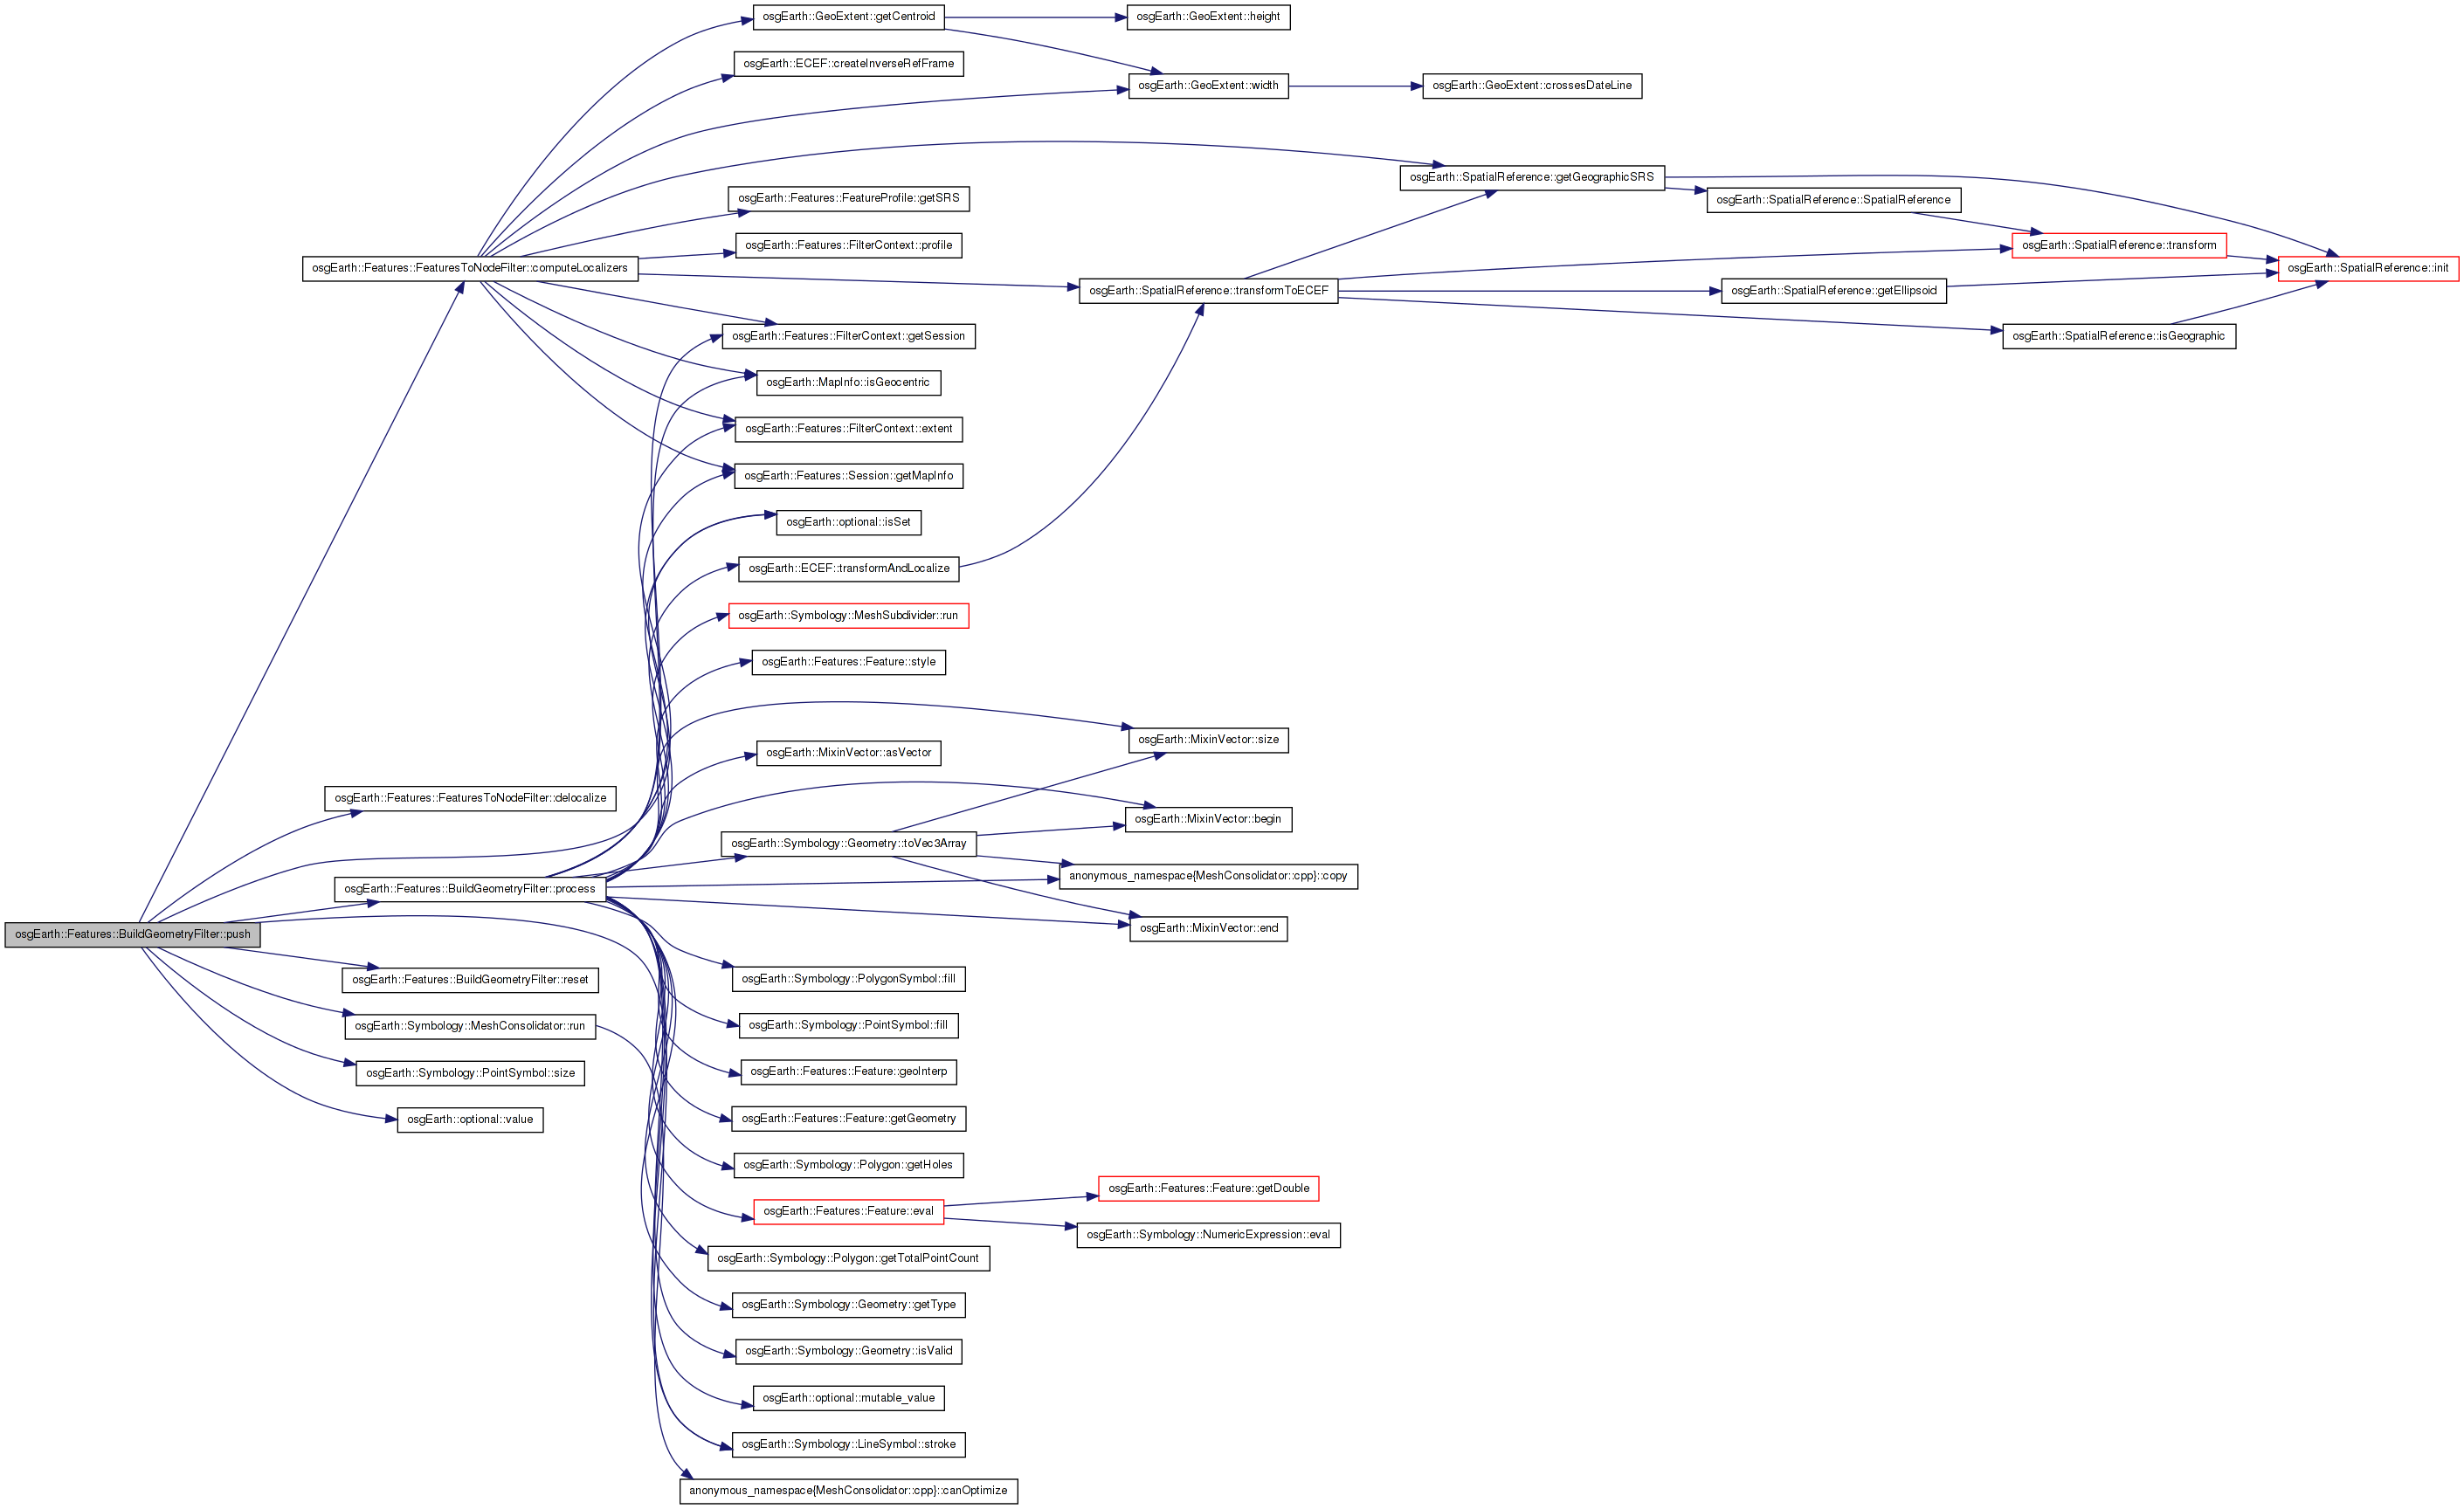 osgEarth::GeoExtent::getCentroid
osgEarth::GeoExtent::height
osgEarth::ECEF::createInverseRefFrame
osgEarth::GeoExtent::width
osgEarth::GeoExtent::crossesDateLine
osgEarth::SpatialReference::getGeographicSRS
osgEarth::Features::FeatureProfile::getSRS
osgEarth::SpatialReference::SpatialReference
osgEarth::Features::FilterContext::profile
osgEarth::SpatialReference::transform
osgEarth::Features::FeaturesToNodeFilter::computeLocalizers
osgEarth::SpatialReference::init
osgEarth::SpatialReference::transformToECEF
osgEarth::SpatialReference::getEllipsoid
osgEarth::Features::FilterContext::getSession
osgEarth::SpatialReference::isGeographic
osgEarth::MapInfo::isGeocentric
osgEarth::Features::FilterContext::extent
osgEarth::Features::Session::getMapInfo
osgEarth::optional::isSet
osgEarth::ECEF::transformAndLocalize
osgEarth::Symbology::MeshSubdivider::run
osgEarth::Features::Feature::style
osgEarth::MixinVector::size
osgEarth::MixinVector::asVector
osgEarth::Features::FeaturesToNodeFilter::delocalize
osgEarth::MixinVector::begin
osgEarth::Symbology::Geometry::toVec3Array
anonymous_namespace{MeshConsolidator::cpp}::copy
osgEarth::Features::BuildGeometryFilter::process
osgEarth::MixinVector::end
osgEarth::Features::BuildGeometryFilter::push
osgEarth::Features::BuildGeometryFilter::reset
osgEarth::Symbology::PolygonSymbol::fill
osgEarth::Symbology::MeshConsolidator::run
osgEarth::Symbology::PointSymbol::fill
osgEarth::Symbology::PointSymbol::size
osgEarth::Features::Feature::geoInterp
osgEarth::optional::value
osgEarth::Features::Feature::getGeometry
osgEarth::Symbology::Polygon::getHoles
osgEarth::Features::Feature::getDouble
osgEarth::Features::Feature::eval
osgEarth::Symbology::NumericExpression::eval
osgEarth::Symbology::Polygon::getTotalPointCount
osgEarth::Symbology::Geometry::getType
osgEarth::Symbology::Geometry::isValid
osgEarth::optional::mutable_value
osgEarth::Symbology::LineSymbol::stroke
anonymous_namespace{MeshConsolidator::cpp}::canOptimize